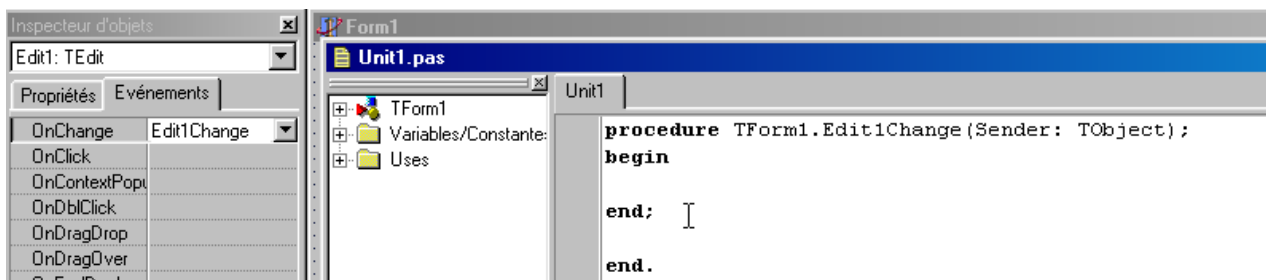 Inspecteur d'objets
Edit1: TEdit
Propriétés
Evénements
OnChange
Edit1Change
OnClick
OnContextPopu
OnDblClick
OnDragDrop
OnDragOver
Form1
Unit1.pas
TForm1
Variables/Constante:
Uses
Unit1
procedure TForm1.Edit1Change(Sender: TObject);
begin
end;
end.